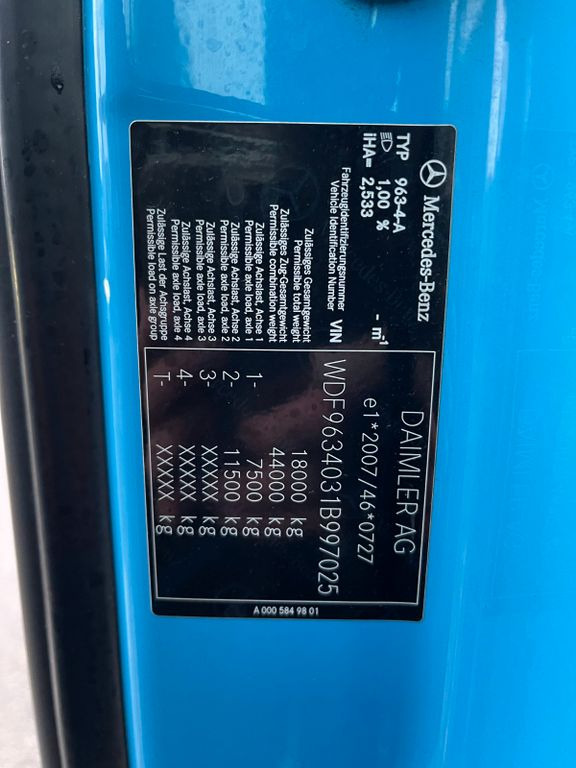 Mercedes-Benz
TYP 963-4-A
1,00 %
iHA= 2,533 - m-¹
DAIMLER AG
e1*2007/46*0727
Fahrzeugidentifizierungsnummer
Vehicle Identification Number VIN WDF9634031B997025
Zulässiges Gesamtgewicht
Permissible total weight 18000 kg
Zulässiges Zug-Gesamtgewicht
Permissible combination weight 44000 kg
Zulässige Achslast, Achse 1
Permissible axle load, axle 1 1- 7500 kg
Zulässige Achslast, Achse 2
Permissible axle load, axle 2 2- 11500 kg
Zulässige Achslast, Achse 3
Permissible axle load, axle 3 3- XXXXX kg
Zulässige Achslast, Achse 4
Permissible axle load, axle 4 4- XXXXX kg
Zulässige Last der Achsgruppe
Permissible load on axle group T- XXXXX kg
A 000 584 98 01